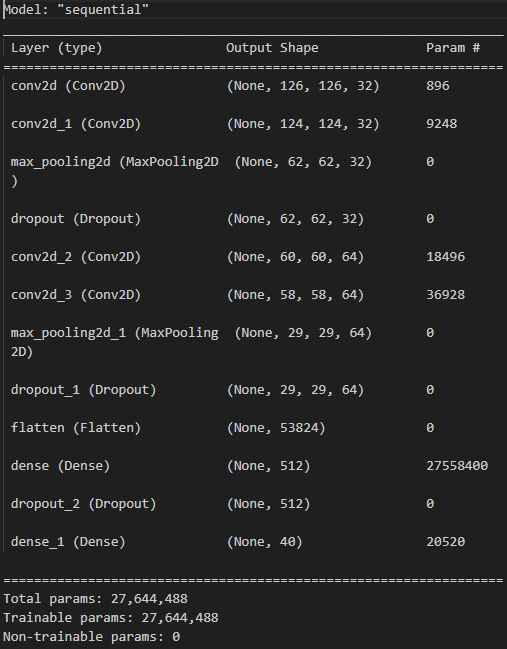 Model: "sequential"
_________________________________________________________________
Layer (type) Output Shape Param #
=================================================================
conv2d (Conv2D) (None, 126, 126, 32) 896
conv2d_1 (Conv2D) (None, 124, 124, 32) 9248
max_pooling2d (MaxPooling2D (None, 62, 62, 32) 0
)
dropout (Dropout) (None, 62, 62, 32) 0
conv2d_2 (Conv2D) (None, 60, 60, 64) 18496
conv2d_3 (Conv2D) (None, 58, 58, 64) 36928
max_pooling2d_1 (MaxPooling (None, 29, 29, 64) 0
2D)
dropout_1 (Dropout) (None, 29, 29, 64) 0
flatten (Flatten) (None, 53824) 0
dense (Dense) (None, 512) 27558400
dropout_2 (Dropout) (None, 512) 0
dense_1 (Dense) (None, 40) 20520
=================================================================
Total params: 27,644,488
Trainable params: 27,644,488
Non-trainable params: 0